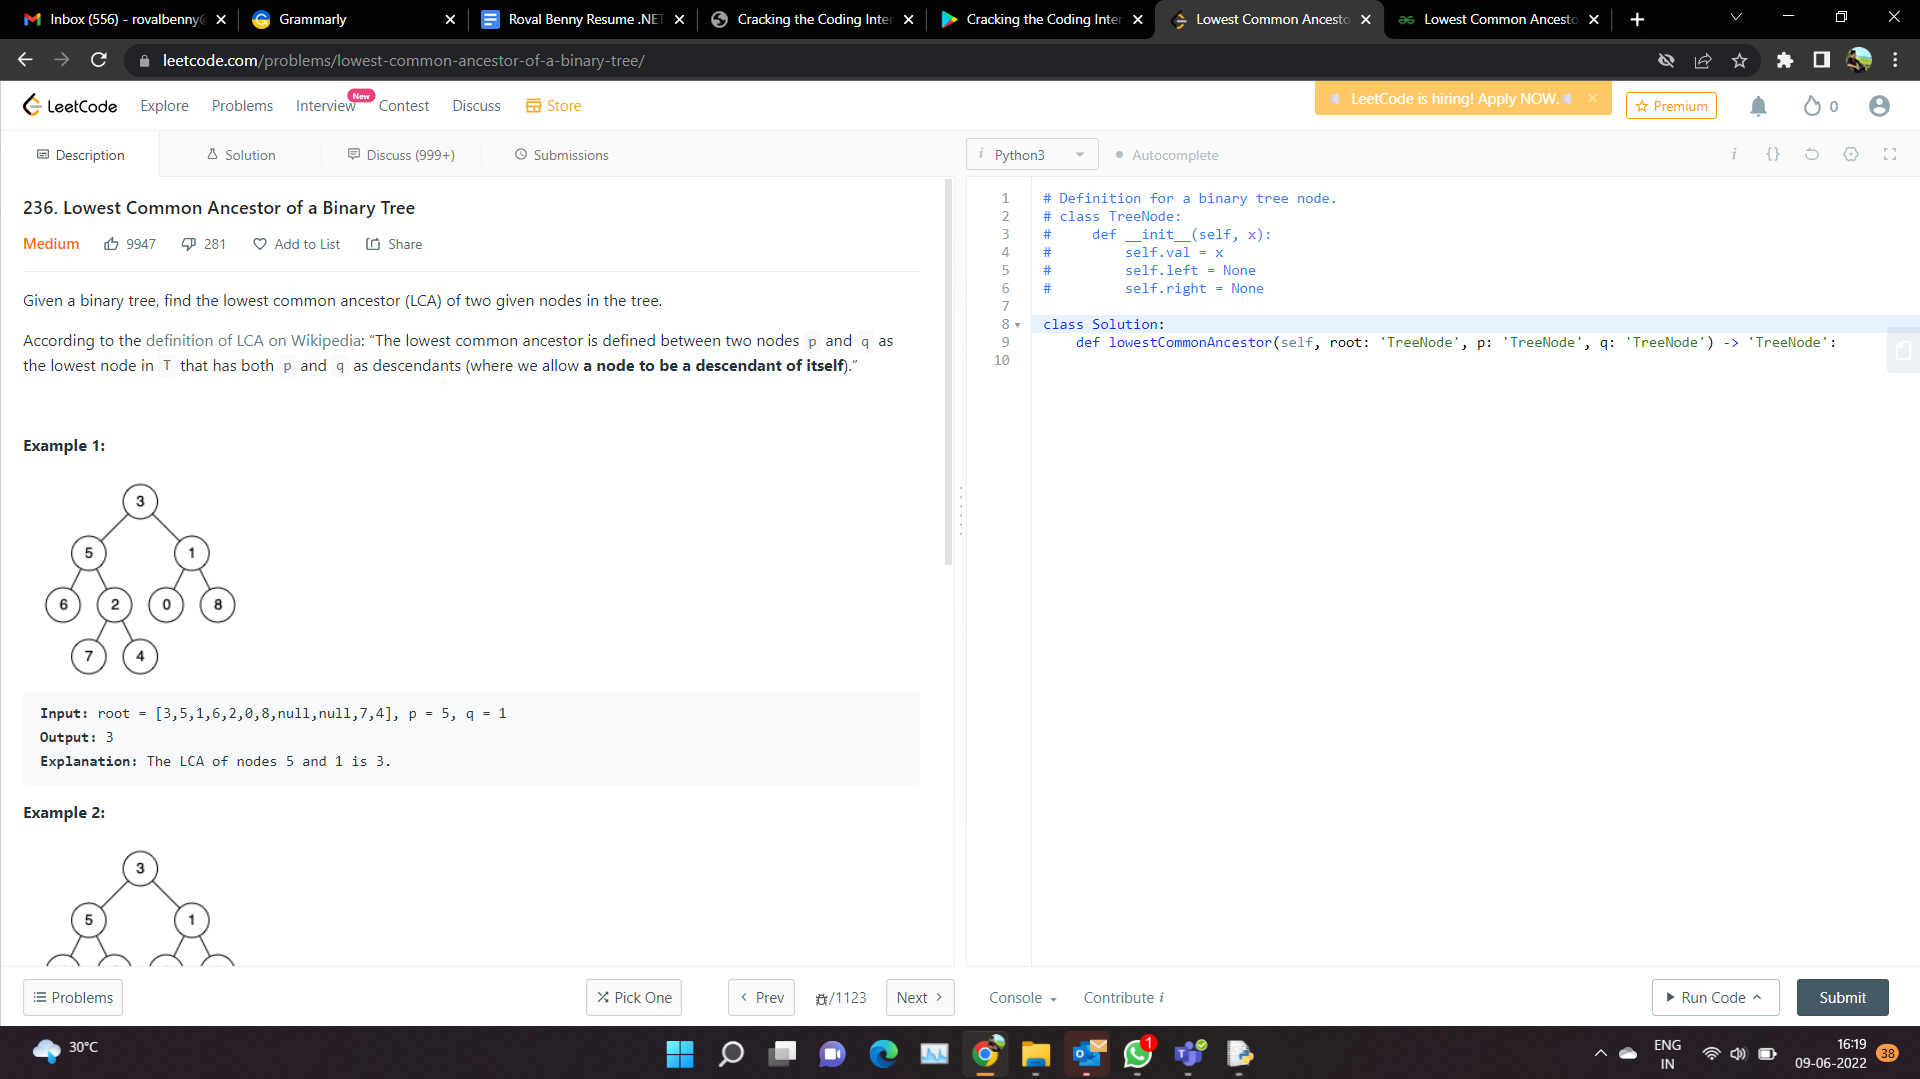 Inbox (556) - rovalbenny@
Grammarly
Roval Benny Resume .NET
Cracking the Coding Inter
Cracking the Coding Inter
Lowest Common Ancesto
Lowest Common Ancesto
leetcode.com/problems/lowest-common-ancestor-of-a-binary-tree/
LeetCode
Explore
Problems
Interview
New
Contest
Discuss
Store
LeetCode is hiring! Apply NOW.
Premium
0
Description
Solution
Discuss (999+)
Submissions
i Python3
Autocomplete
236. Lowest Common Ancestor of a Binary Tree
Medium 9947 281 Add to List Share
Given a binary tree, find the lowest common ancestor (LCA) of two given nodes in the tree.
According to the definition of LCA on Wikipedia: “The lowest common ancestor is defined between two nodes p and q as
the lowest node in T that has both p and q as descendants (where we allow a node to be a descendant of itself).”
Example 1:
3
5 1
6 2 0 8
7 4
Input: root = [3,5,1,6,2,0,8,null,null,7,4], p = 5, q = 1
Output: 3
Explanation: The LCA of nodes 5 and 1 is 3.
Example 2:
3
5 1
1 # Definition for a binary tree node.
2 # class TreeNode:
3 #     def __init__(self, x):
4 #         self.val = x
5 #         self.left = None
6 #         self.right = None
7
8 class Solution:
9     def lowestCommonAncestor(self, root: 'TreeNode', p: 'TreeNode', q: 'TreeNode') -> 'TreeNode':
10
Problems
Pick One
Prev
/1123
Next
Console
Contribute i
Run Code
Submit
30°C
1
ENG
IN
16:19
09-06-2022
38